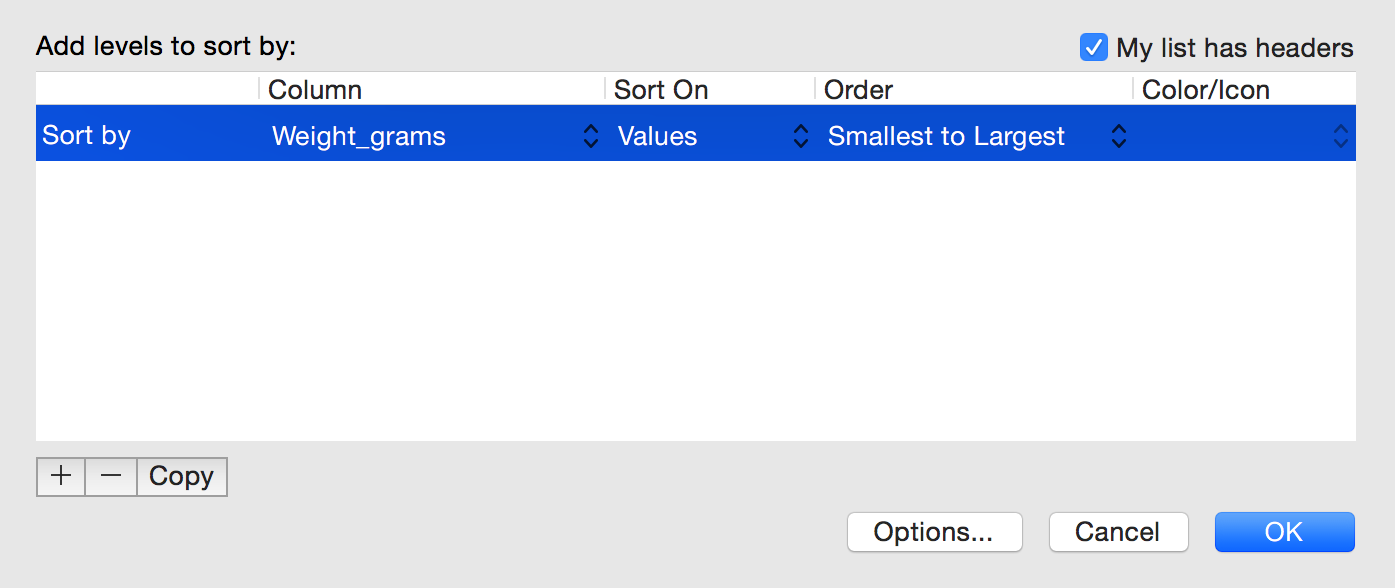 Add levels to sort by:
My list has headers
Column Sort On Order Color/Icon
Sort by Weight_grams Values Smallest to Largest
+ − Copy
Options... Cancel OK